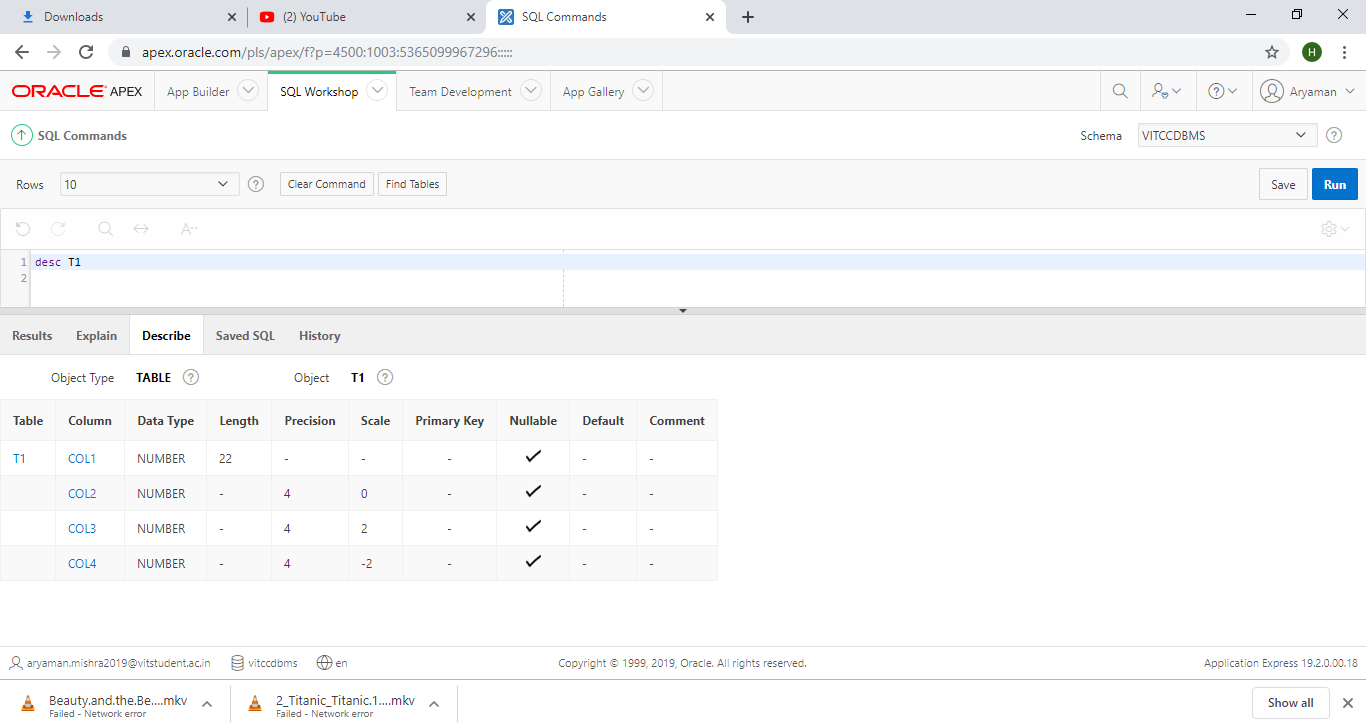 Downloads
(2) YouTube
SQL Commands
apex.oracle.com/pls/apex/f?p=4500:1003:5365099967296:::::
H
ORACLE APEX
App Builder
SQL Workshop
Team Development
App Gallery
Aryaman
SQL Commands
Schema
VITCCDBMS
Rows
10
Clear Command
Find Tables
Save
Run
1 desc T1
2
Results
Explain
Describe
Saved SQL
History
Object Type TABLE
Object T1
Table Column Data Type Length Precision Scale Primary Key Nullable Default Comment
T1 COL1 NUMBER 22 - - - ✓ - -
COL2 NUMBER - 4 0 - ✓ - -
COL3 NUMBER - 4 2 - ✓ - -
COL4 NUMBER - 4 -2 - ✓ - -
aryaman.mishra2019@vitstudent.ac.in
vitccdbms
en
Copyright © 1999, 2019, Oracle. All rights reserved.
Application Express 19.2.0.00.18
Beauty.and.the.Be....mkv
Failed - Network error
2_Titanic_Titanic.1....mkv
Failed - Network error
Show all